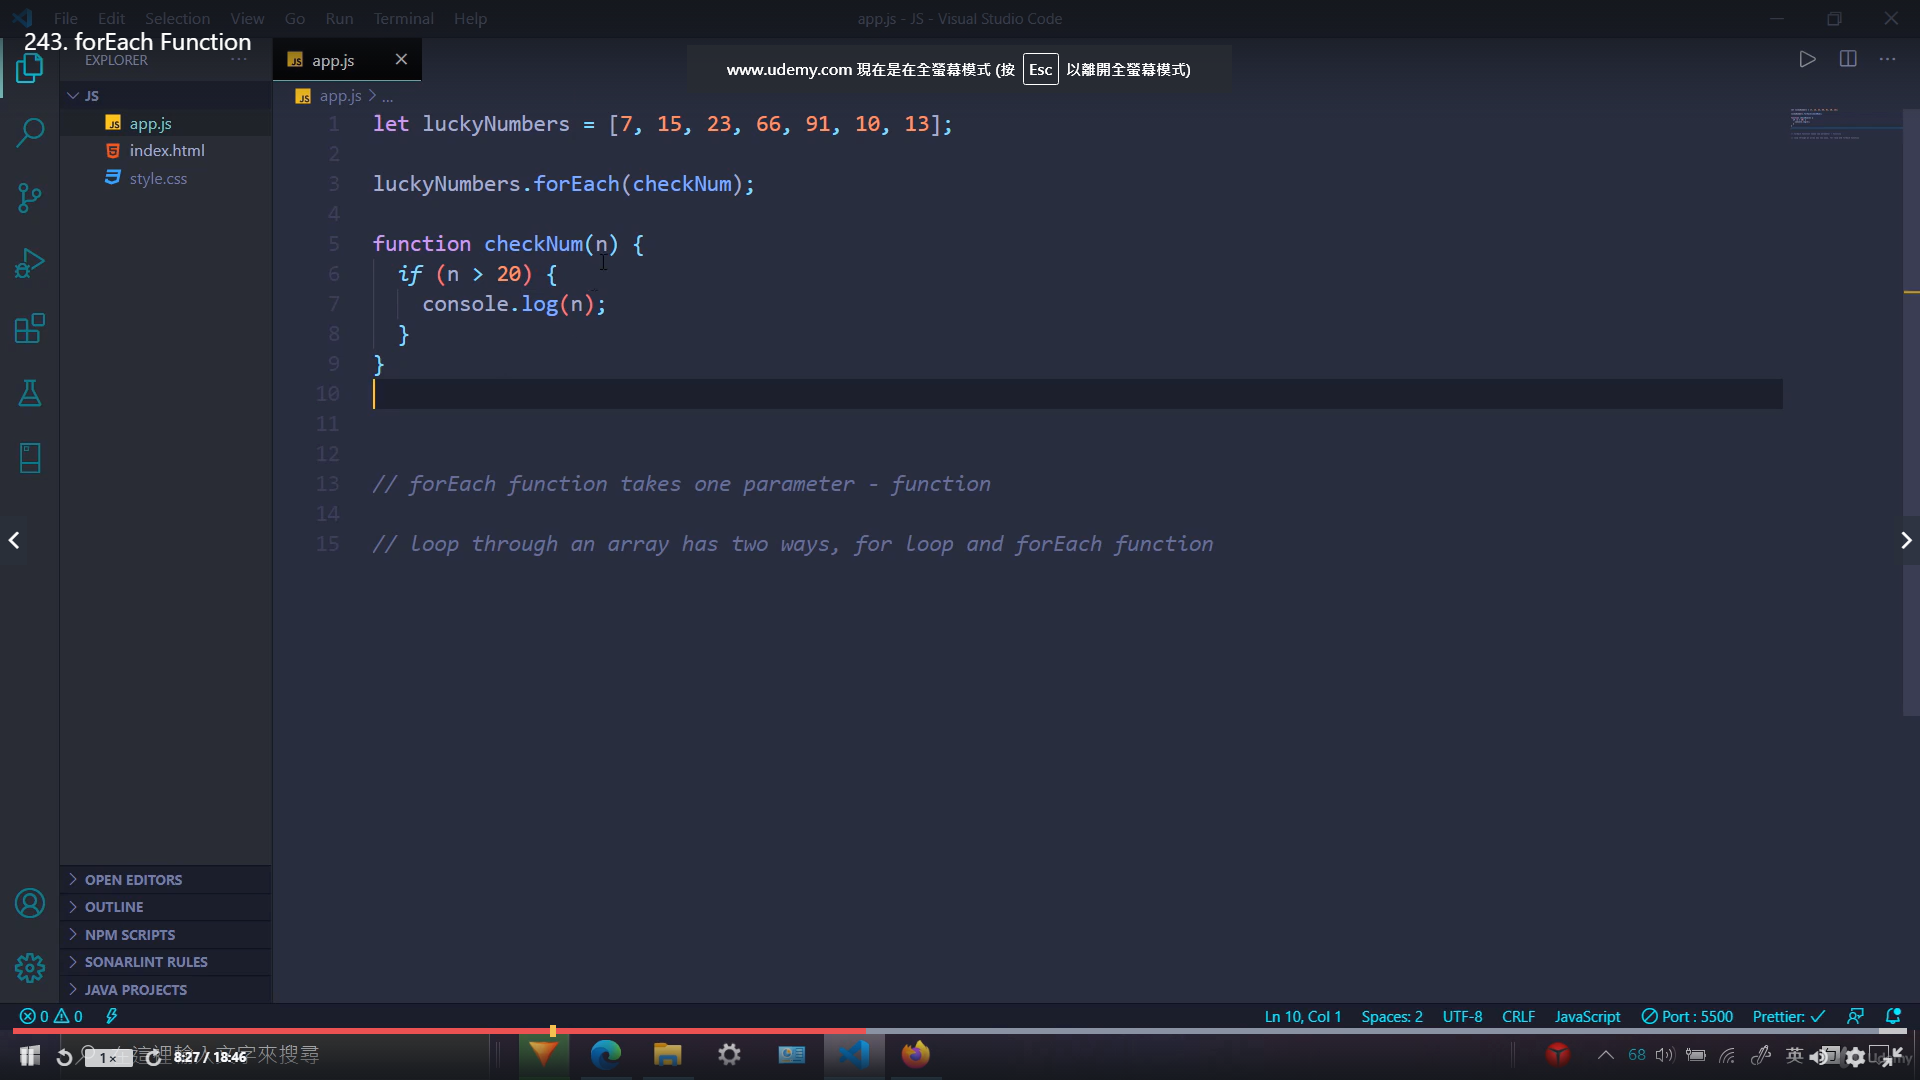 File Edit Selection View Go Run Terminal Help
app.js - JS - Visual Studio Code
243. forEach Function
EXPLORER
app.js
www.udemy.com 現在是在全螢幕模式 (按 Esc 以離開全螢幕模式)
JS
app.js
index.html
style.css
app.js > ...
1 let luckyNumbers = [7, 15, 23, 66, 91, 10, 13];
2
3 luckyNumbers.forEach(checkNum);
4
5 function checkNum(n) {
6 if (n > 20) {
7 console.log(n);
8 }
9 }
10
11
12
13 // forEach function takes one parameter - function
14
15 // loop through an array has two ways, for loop and forEach function
OPEN EDITORS
OUTLINE
NPM SCRIPTS
SONARLINT RULES
JAVA PROJECTS
0 0
Ln 10, Col 1 Spaces: 2 UTF-8 CRLF JavaScript Port : 5500 Prettier:
1 × 8:27 / 18:46
這裡輸入文字來搜尋
68
英